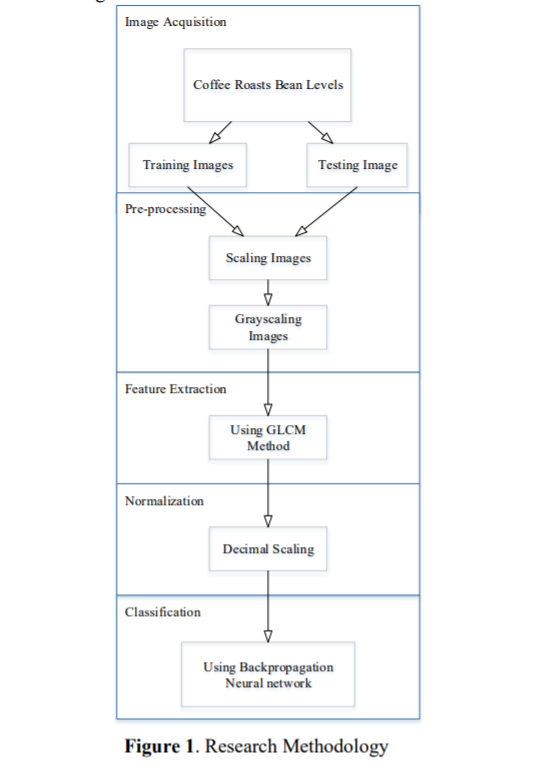 Image Acquisition
Coffee Roasts Bean Levels
Training Images
Testing Image
Pre-processing
Scaling Images
Grayscaling
Images
Feature Extraction
Using GLCM
Method
Normalization
Decimal Scaling
Classification
Using Backpropagation
Neural network
Figure 1. Research Methodology